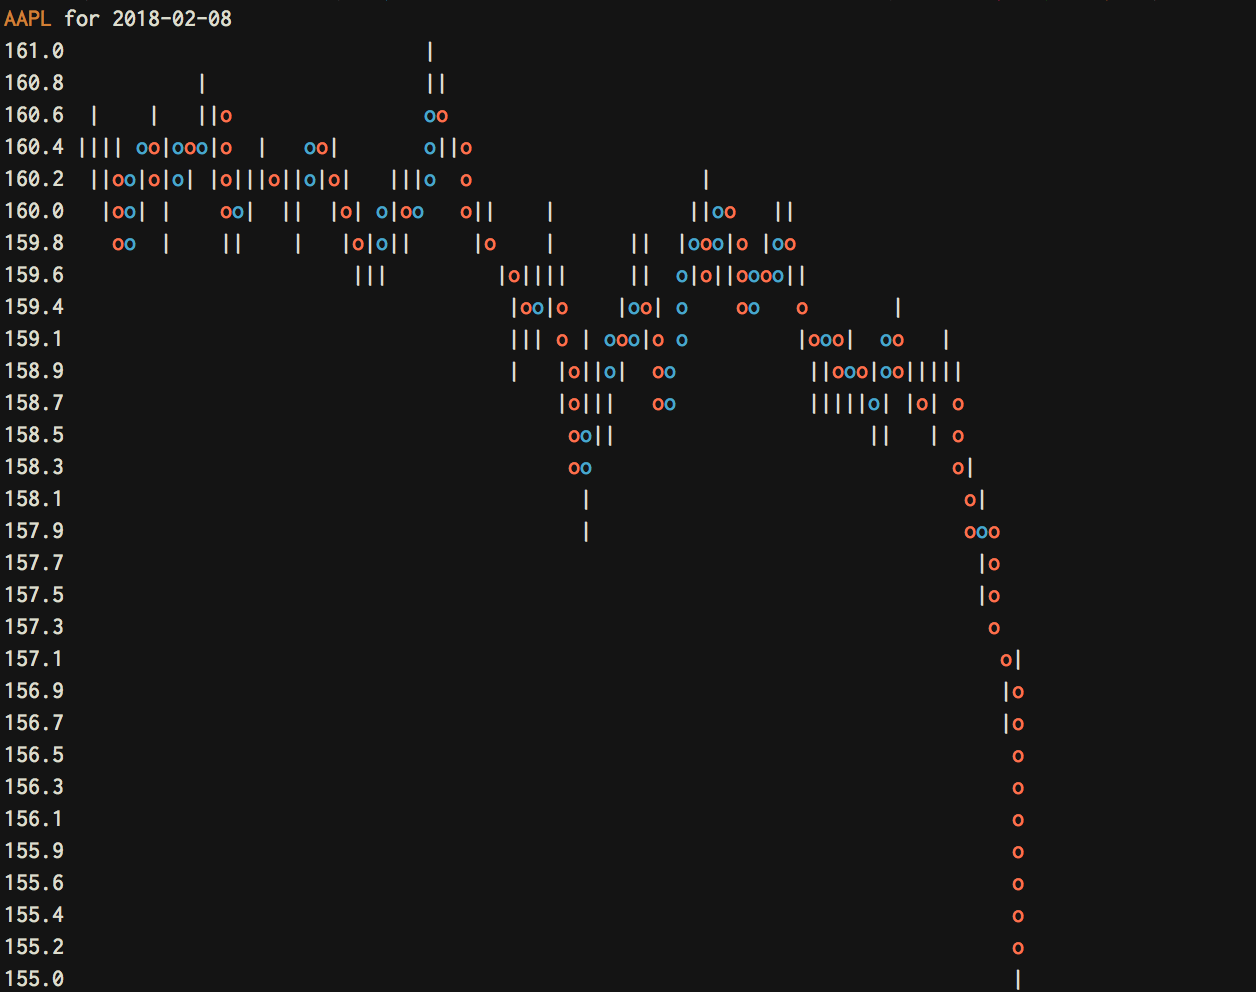 AAPL for 2018-02-08
161.0                              |
160.8           |                  ||
160.6  |    |   ||o                oo
160.4 |||| oo|ooo|o  |   oo|       o||o
160.2  ||oo|o|o| |o|||o||o|o|   |||o  o                   |
160.0   |oo| |    oo|  ||  |o| o|oo   o||    |           ||oo   ||
159.8    oo  |    ||    |   |o|o||     |o    |      ||  |ooo|o |oo
159.6                        |||         |o||||     ||  o|o||oooo||
159.4                                     |oo|o    |oo| o    oo   o       |
159.1                                     ||| o | ooo|o o         |ooo|  oo   |
158.9                                     |   |o||o|  oo           ||ooo|oo|||||
158.7                                         |o|||   oo           |||||o| |o| o
158.5                                          oo||                     ||   | o
158.3                                          oo                              o|
158.1                                           |                               o|
157.9                                           |                               ooo
157.7                                                                            |o
157.5                                                                            |o
157.3                                                                             o
157.1                                                                              o|
156.9                                                                              |o
156.7                                                                              |o
156.5                                                                               o
156.3                                                                               o
156.1                                                                               o
155.9                                                                               o
155.6                                                                               o
155.4                                                                               o
155.2                                                                               o
155.0                                                                               |